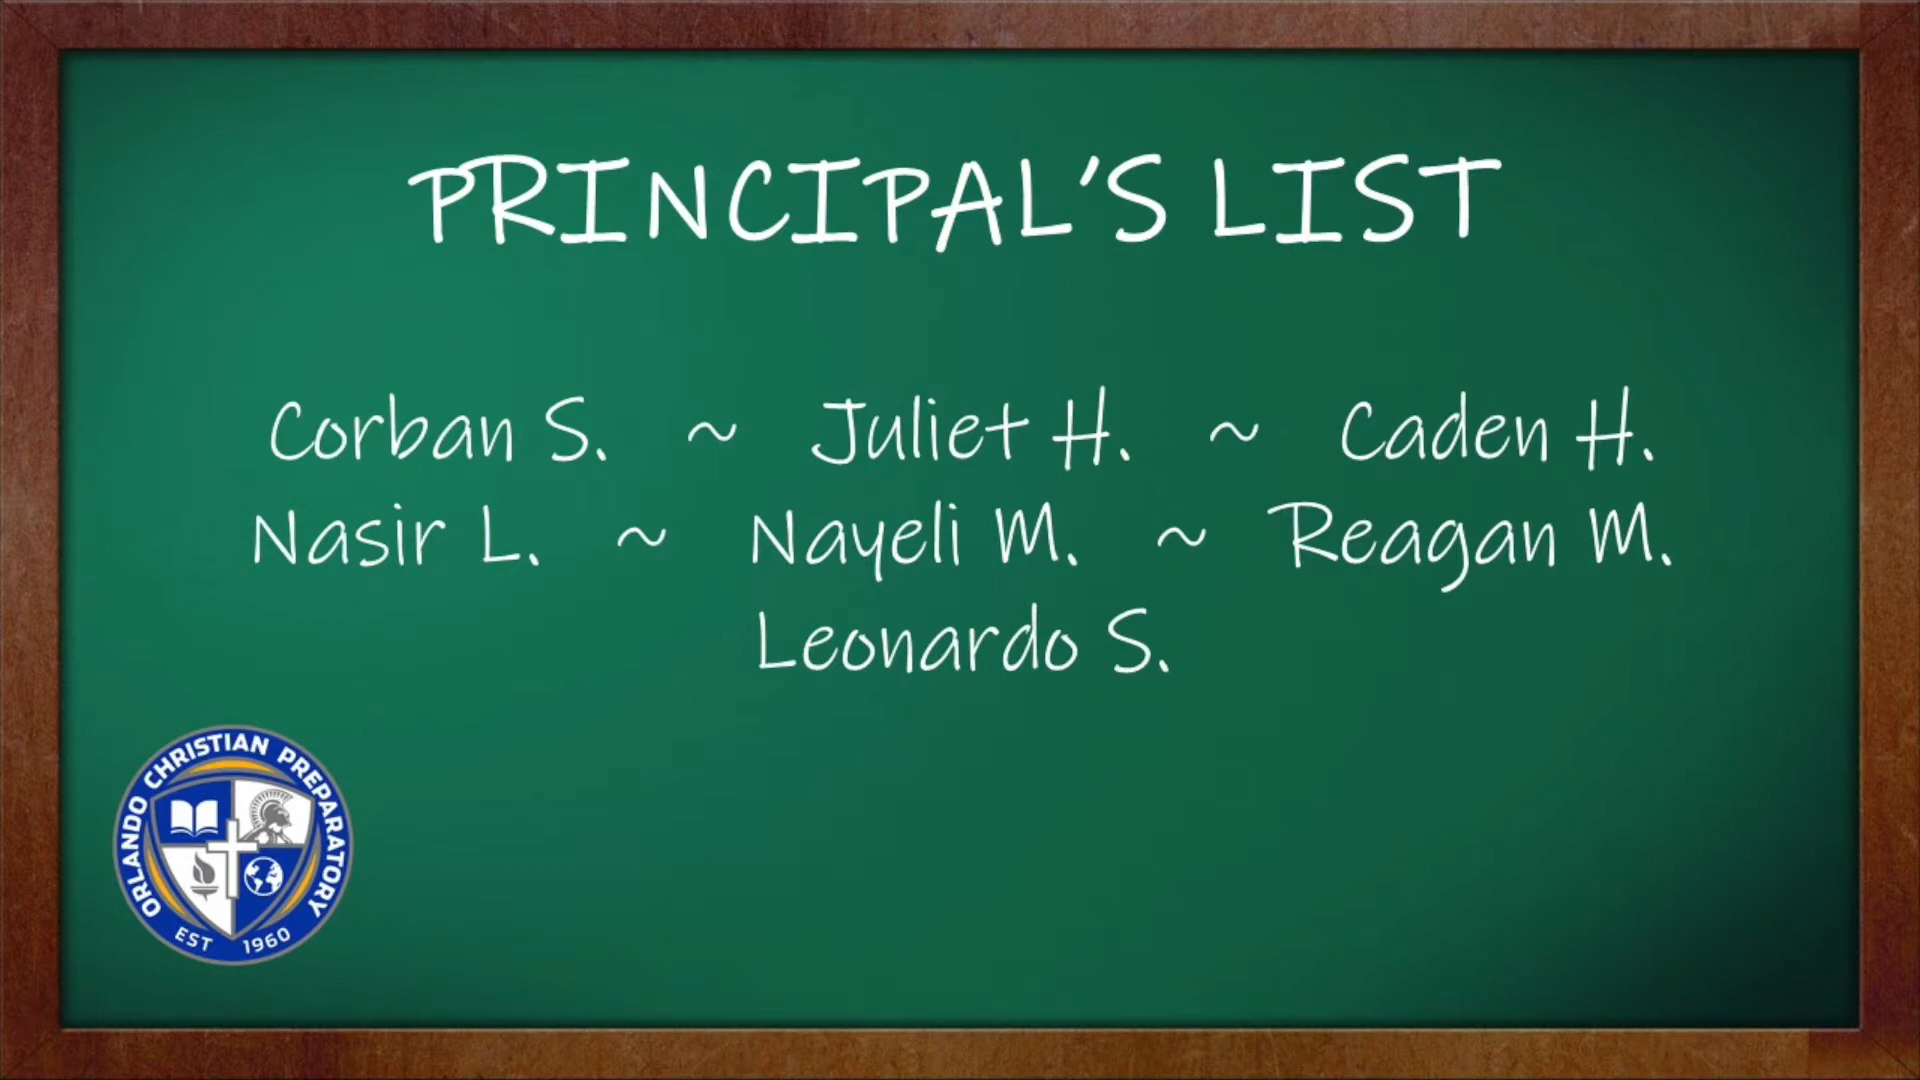 PRINCIPAL'S LIST
Corban S. ~ Juliet H. ~ Caden H.
Nasir L. ~ Nayeli M. ~ Reagan M.
Leonardo S.
ORLANDO CHRISTIAN PREPARATORY
EST 1960